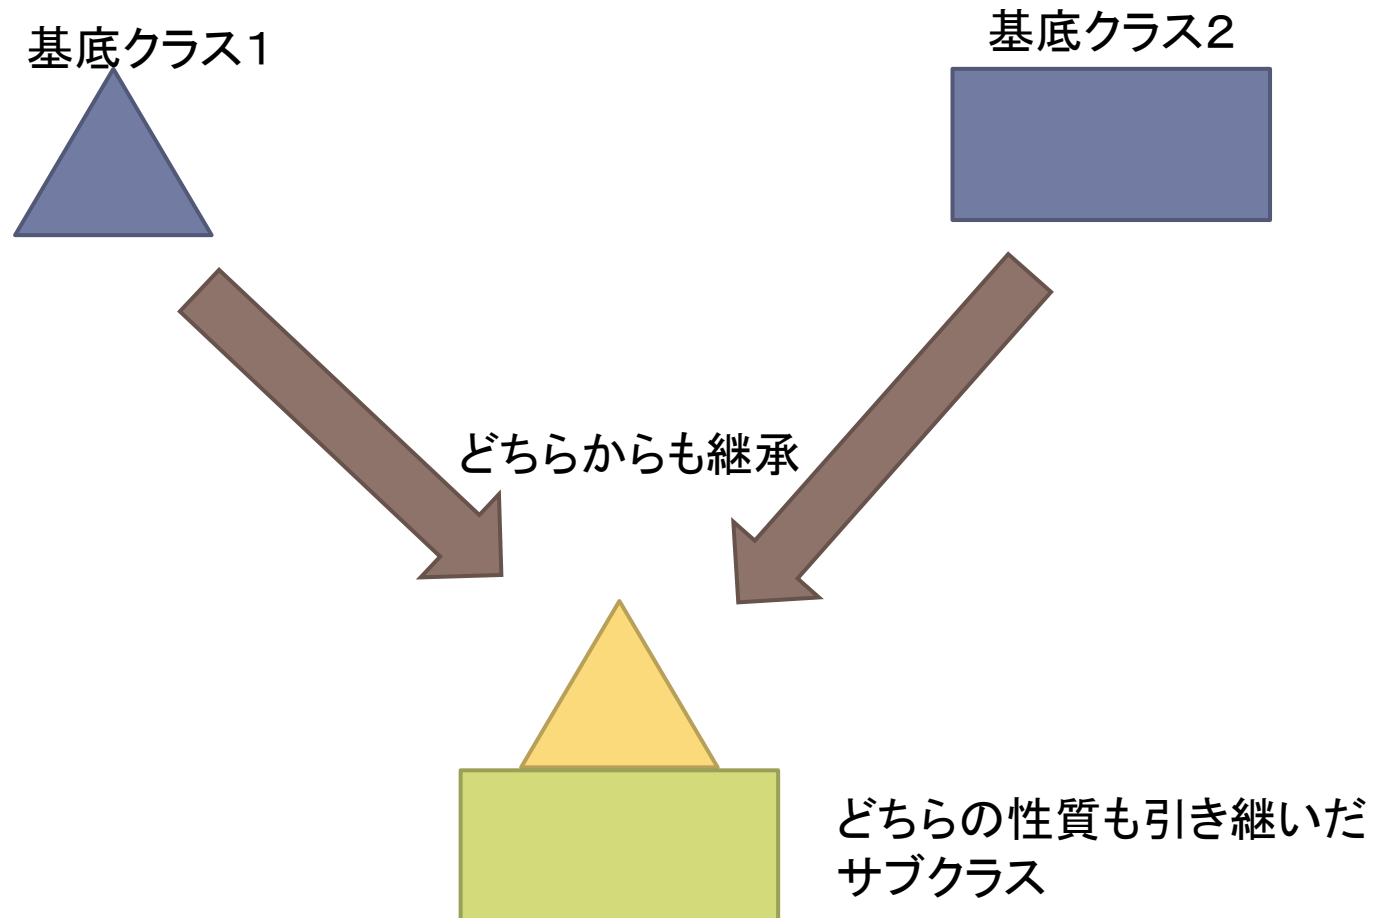 基底クラス１
基底クラス２
どちらからも継承
どちらの性質も引き継いだ
サブクラス